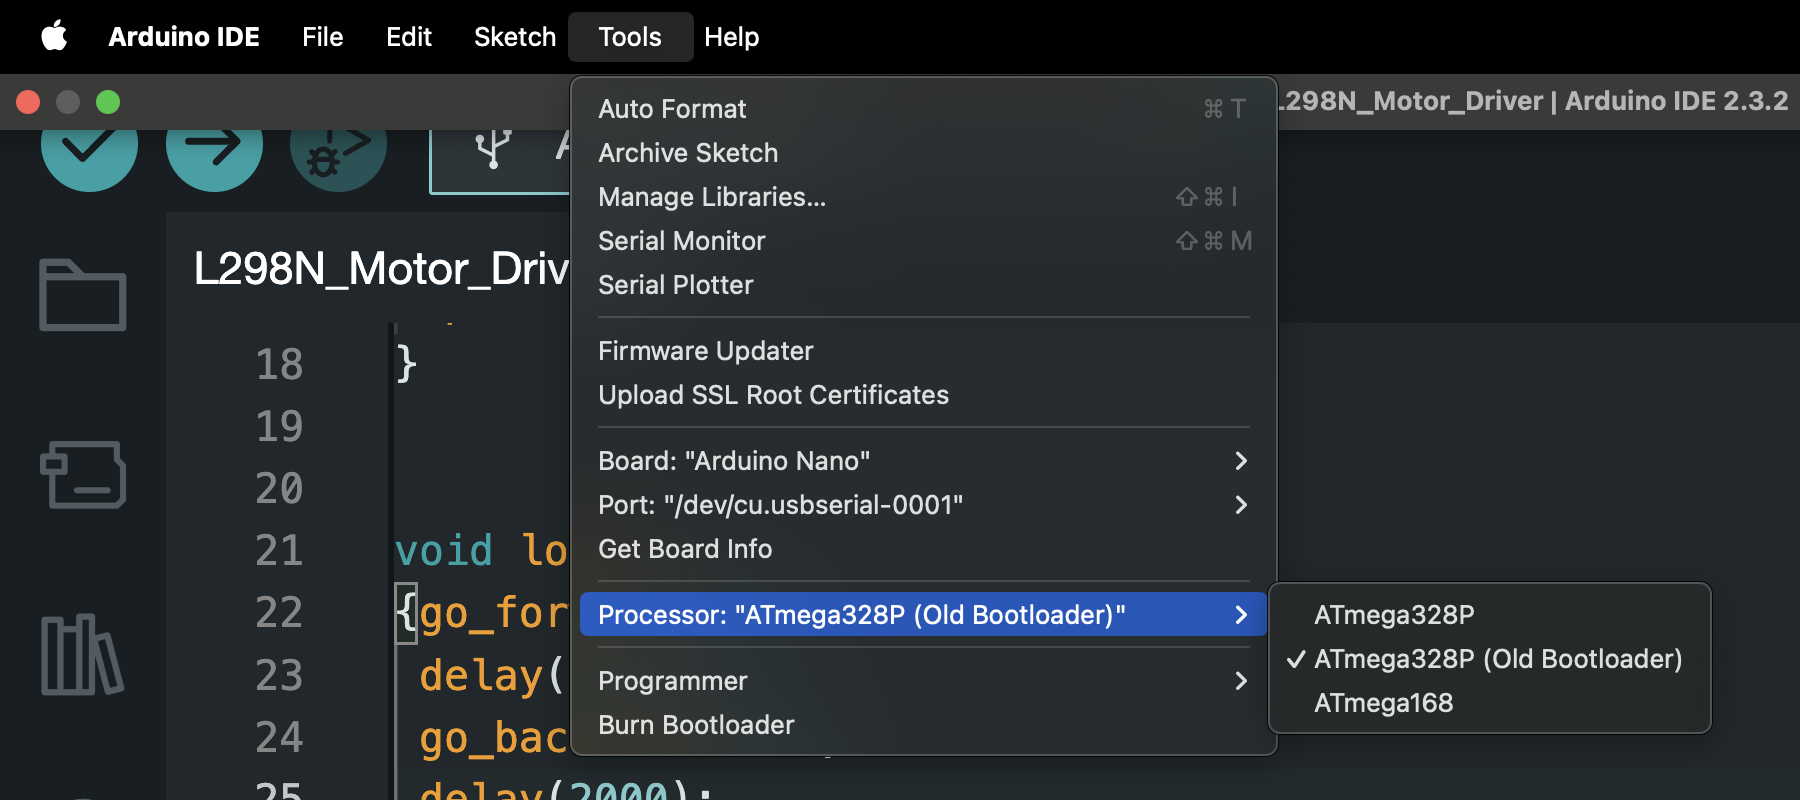 Arduino IDE File Edit Sketch Tools Help
L298N_Motor_Driver | Arduino IDE 2.3.2
Auto Format ⌘ T
Archive Sketch
Manage Libraries... ⇧ ⌘ I
Serial Monitor ⇧ ⌘ M
Serial Plotter
Firmware Updater
Upload SSL Root Certificates
Board: "Arduino Nano"
Port: "/dev/cu.usbserial-0001"
Get Board Info
Processor: "ATmega328P (Old Bootloader)"
Programmer
Burn Bootloader
ATmega328P
✓ ATmega328P (Old Bootloader)
ATmega168
L298N_Motor_Driv
18 }
19
20
21 void lo
22 {go_for
23 delay(
24 go_bac
25 delay(2000);